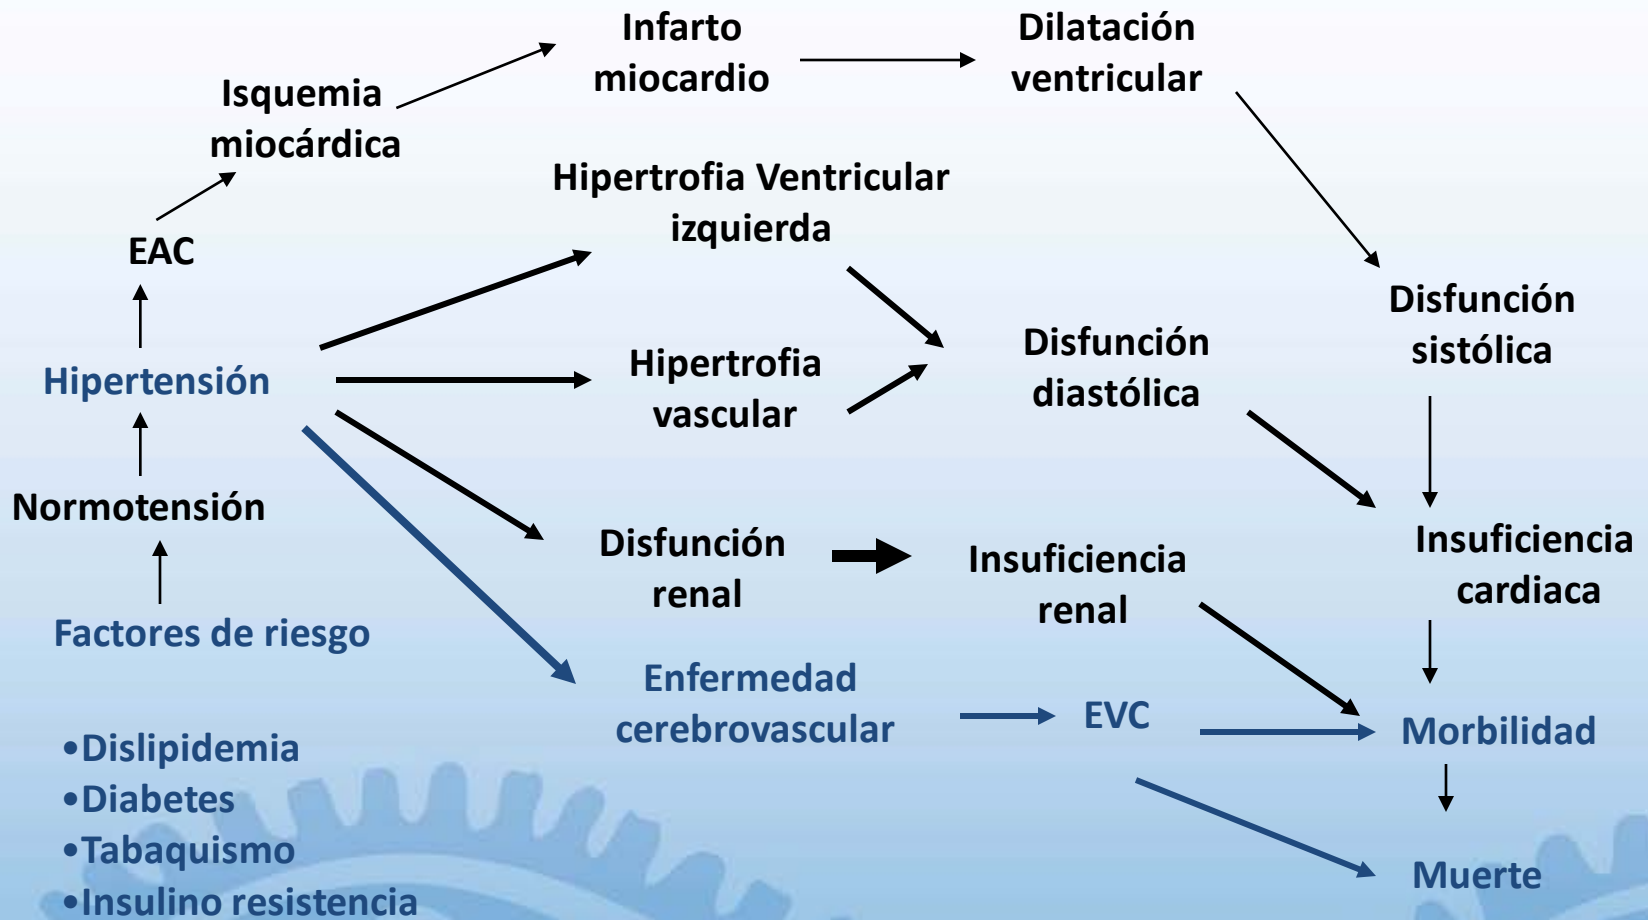 Infarto
miocardio
Dilatación
ventricular
Isquemia
miocárdica
Hipertrofia Ventricular
izquierda
EAC
Disfunción
sistólica
Hipertensión
Hipertrofia
vascular
Disfunción
diastólica
Normotensión
Disfunción
renal
Insuficiencia
renal
Insuficiencia
cardiaca
Factores de riesgo
Enfermedad
cerebrovascular
EVC
Morbilidad
•Dislipidemia
•Diabetes
•Tabaquismo
•Insulino resistencia
Muerte